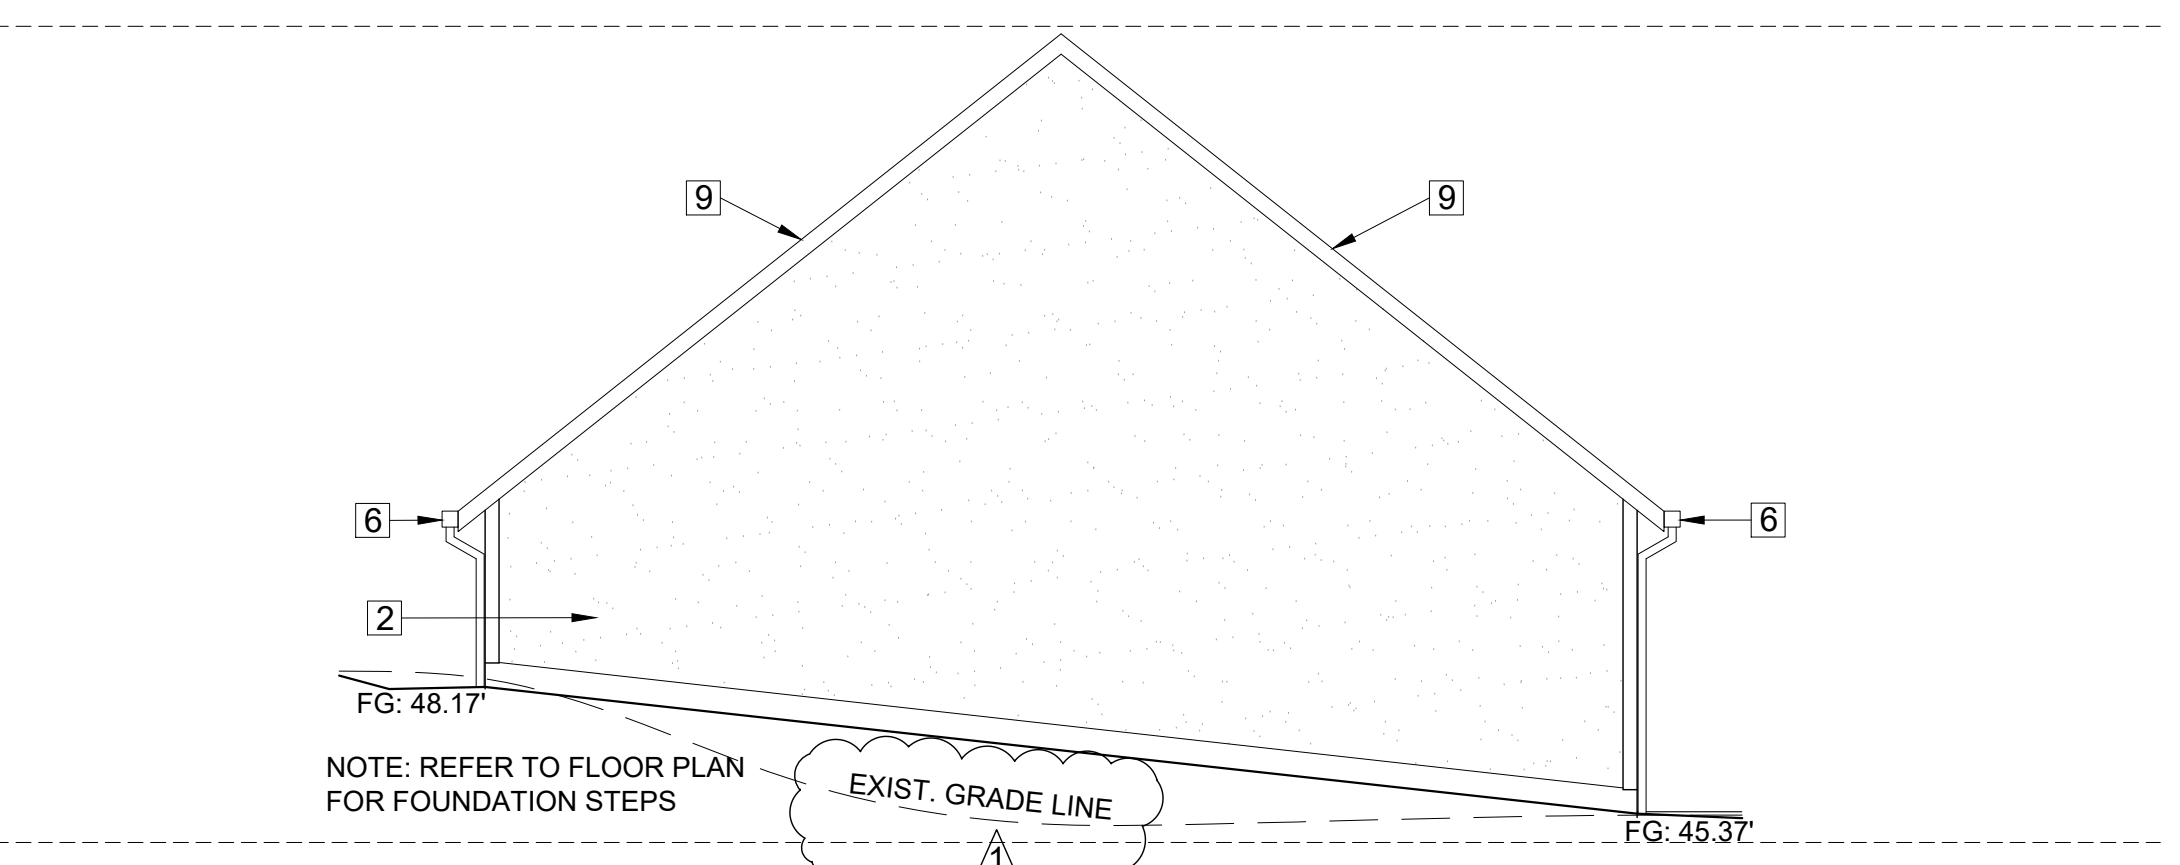 9
9
6
6
2
FG: 48.17'
NOTE: REFER TO FLOOR PLAN
FOR FOUNDATION STEPS
EXIST. GRADE LINE
FG: 45.37'
1